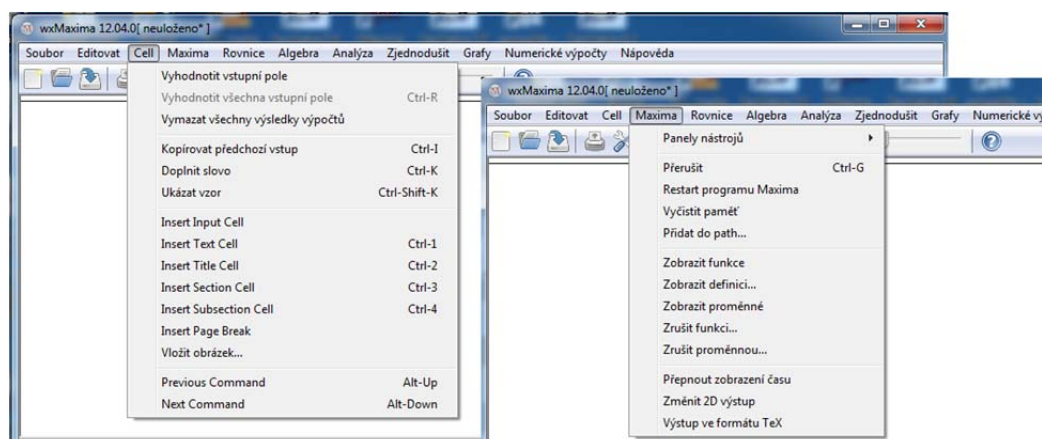 wxMaxima 12.04.0[ neuloženo* ]
Soubor Editovat Cell Maxima Rovnice Algebra Analýza Zjednodušit Grafy Numerické výpočty Nápověda
Vyhodnotit vstupní pole
Vyhodnotit všechna vstupní pole Ctrl-R
Vymazat všechny výsledky výpočtů
Kopírovat předchozí vstup Ctrl-I
Doplnit slovo Ctrl-K
Ukázat vzor Ctrl-Shift-K
Insert Input Cell
Insert Text Cell Ctrl-1
Insert Title Cell Ctrl-2
Insert Section Cell Ctrl-3
Insert Subsection Cell Ctrl-4
Insert Page Break
Vložit obrázek...
Previous Command Alt-Up
Next Command Alt-Down
wxMaxima 12.04.0[ neuloženo* ]
Soubor Editovat Cell Maxima Rovnice Algebra Analýza Zjednodušit Grafy Numerické
Panely nástrojů
Přerušit Ctrl-G
Restart programu Maxima
Vyčistit paměť
Přidat do path...
Zobrazit funkce
Zobrazit definici...
Zobrazit proměnné
Zrušit funkci...
Zrušit proměnnou...
Přepnout zobrazení času
Změnit 2D výstup
Výstup ve formátu TeX